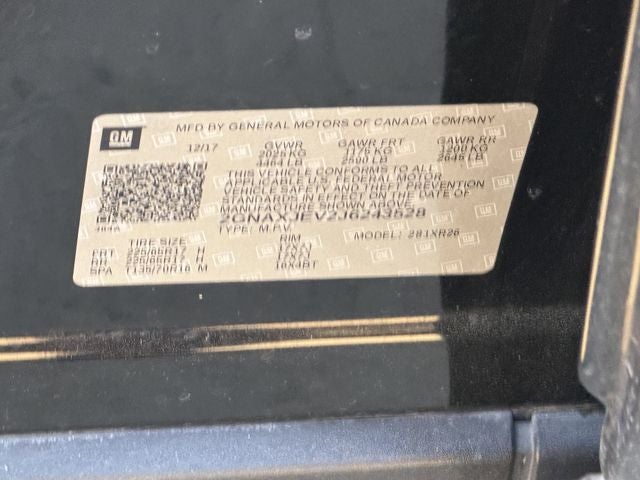 GM MFD BY GENERAL MOTORS OF CANADA COMPANY
12/17 GVWR GAWR FRT GAWR RR
2025 KG 1175 KG 1200 KG
4464 LB 2590 LB 2645 LB
THIS VEHICLE CONFORMS TO ALL
APPLICABLE U.S. FEDERAL MOTOR
VEHICLE SAFETY AND THEFT PREVENTION
STANDARDS IN EFFECT ON THE DATE OF
MANUFACTURE SHOWN ABOVE.
2GNAXJEV2J6243528
TYPE: M.P.V. MODEL: 281XR26
TIRE SIZE RIM
FRT 225/65R17 H
RR 225/65R17 H
SPA T135/70R16 M 16X4BT